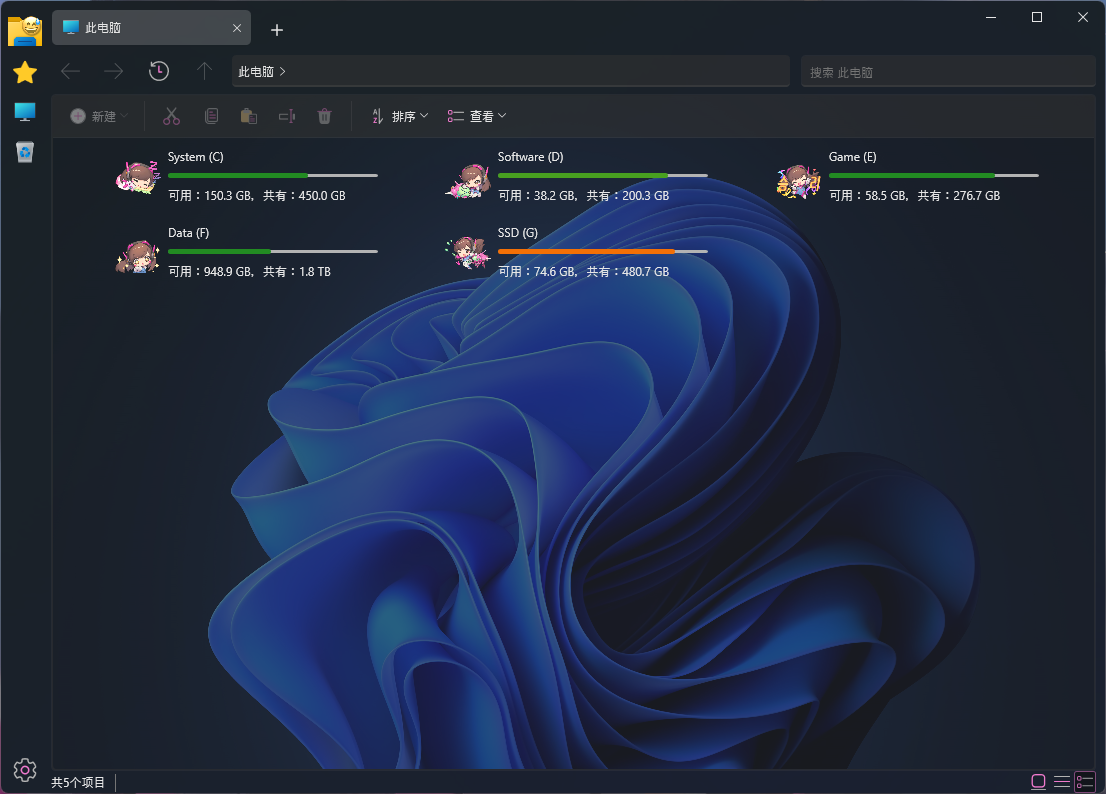 此电脑
此电脑
搜索 此电脑
新建 排序 查看
System (C)
可用：150.3 GB， 共有：450.0 GB
Software (D)
可用：38.2 GB， 共有：200.3 GB
Game (E)
可用：58.5 GB， 共有：276.7 GB
Data (F)
可用：948.9 GB， 共有：1.8 TB
SSD (G)
可用：74.6 GB， 共有：480.7 GB
共5个项目